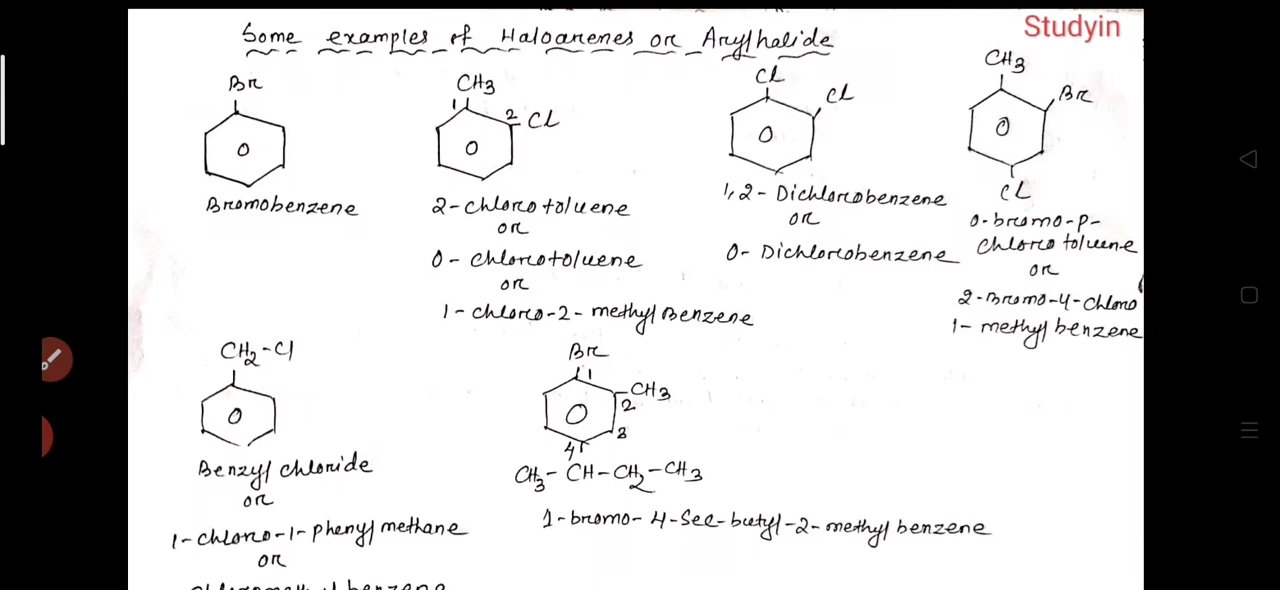 Some examples of Haloarenes or Arylhalide
Studyin
Br
Bromobenzene
CH3
1
2 Cl
2-chloro toluene
or
O- chlorotoluene
or
1-chloro-2-methyl Benzene
Cl
Cl
1,2-Dichlorobenzene
or
O- Dichlorobenzene
CH3
Br
Cl
O-bromo-p-
chloro toluene
or
2-Bromo-4-chloro
1- methyl benzene
CH2-Cl
Benzyl chloride
or
1-chloro-1-phenyl methane
or
Br
1
CH3
2
3
4
CH3- CH-CH2-CH3
1-bromo-4-Sec-butyl-2-methyl benzene